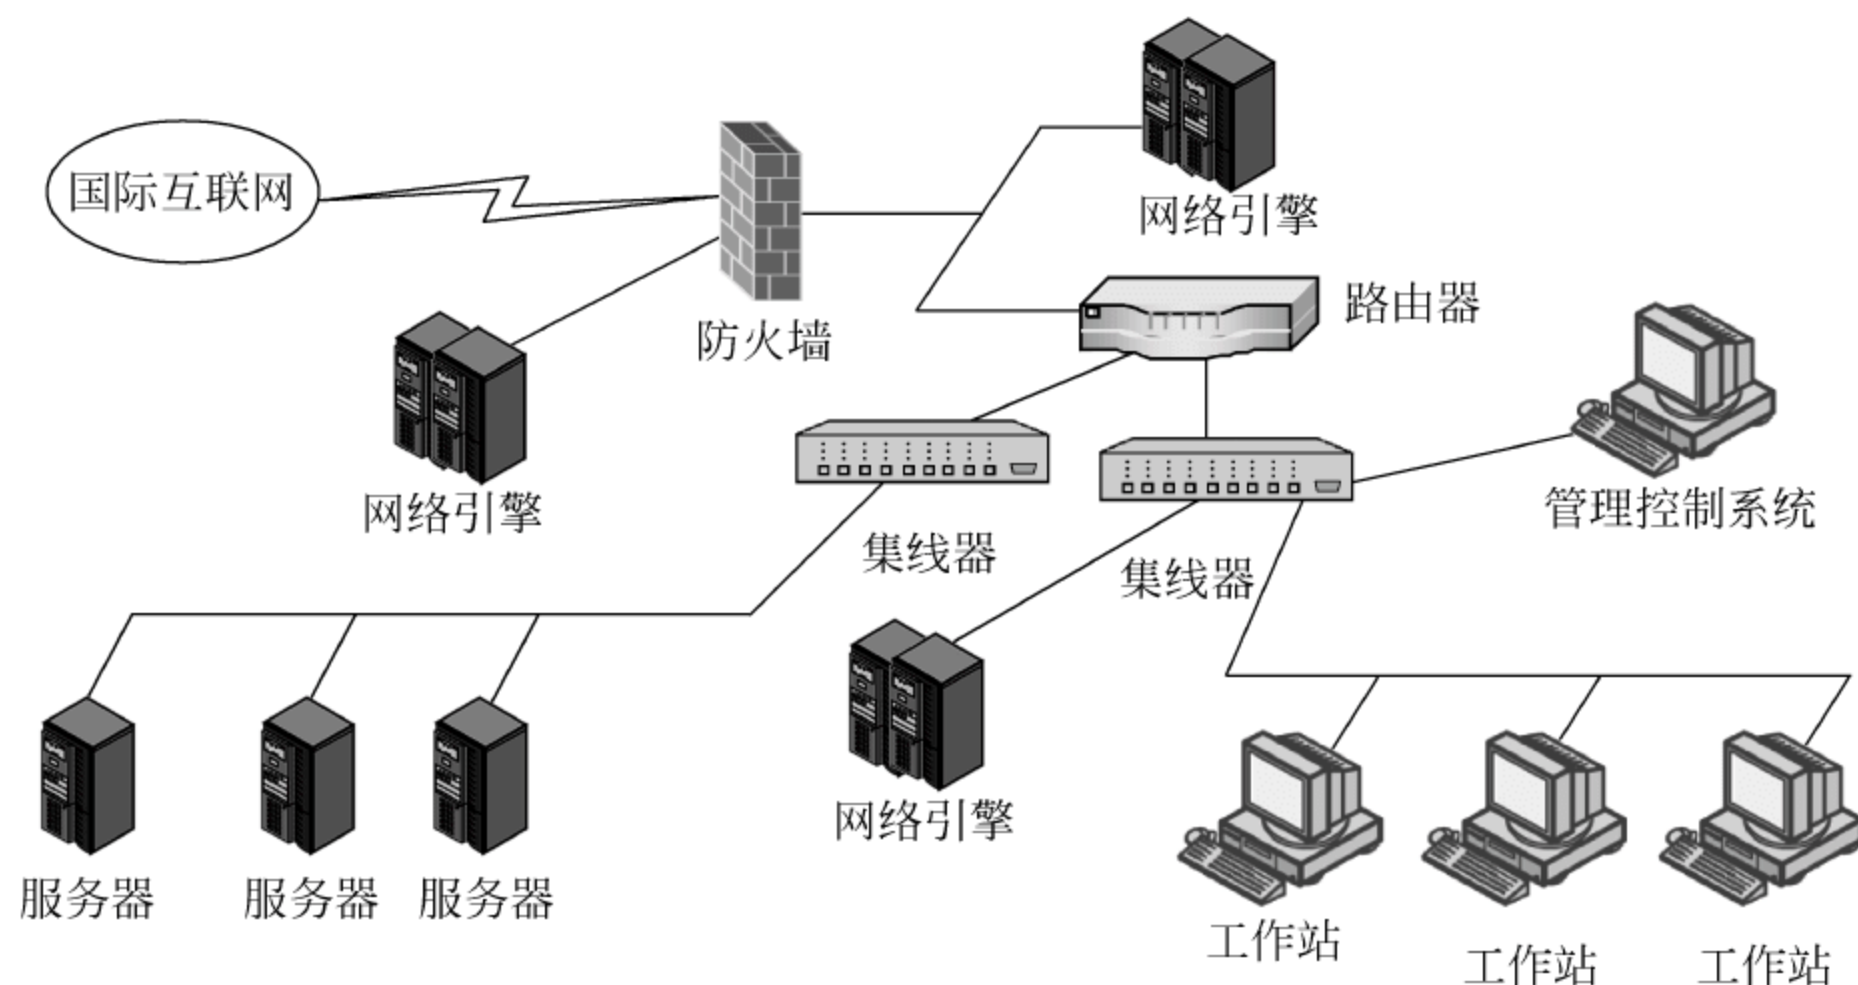 国际互联网
网络引擎
路由器
防火墙
管理控制系统
网络引擎
集线器
集线器
网络引擎
服务器
服务器
服务器
工作站
工作站
工作站